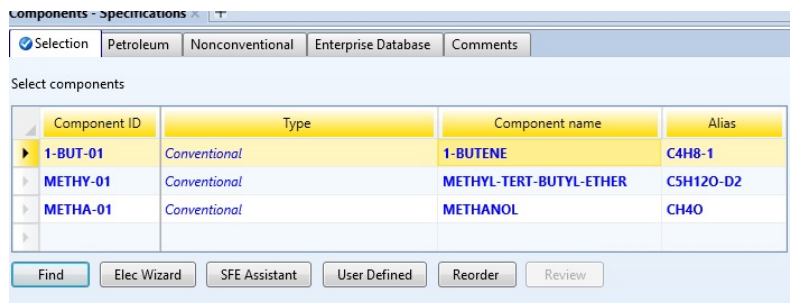 Components - Specifications × +
Selection Petroleum Nonconventional Enterprise Database Comments
Select components
Component ID Type Component name Alias
1-BUT-01 Conventional 1-BUTENE C4H8-1
METHY-01 Conventional METHYL-TERT-BUTYL-ETHER C5H12O-D2
METHA-01 Conventional METHANOL CH4O
Find Elec Wizard SFE Assistant User Defined Reorder Review